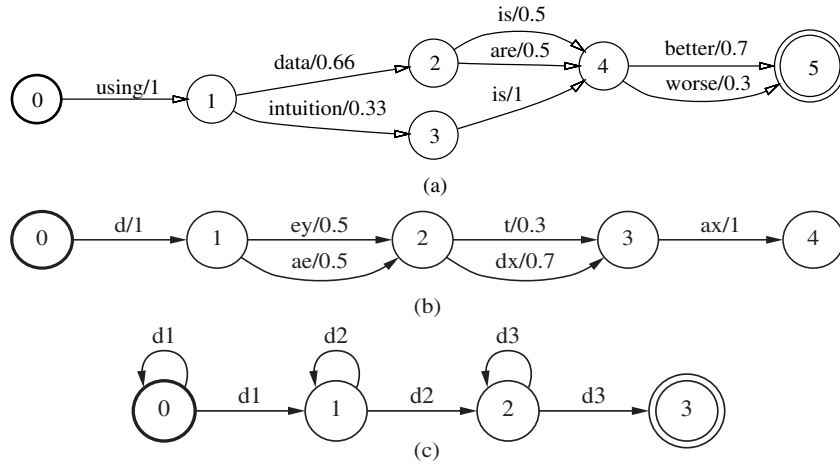 is/0.5
data/0.66
are/0.5
better/0.7
using/1
intuition/0.33
is/1
worse/0.3
0
1
2
3
4
5
(a)
d/1
ey/0.5
t/0.3
ax/1
0
1
2
3
4
ae/0.5
dx/0.7
(b)
d1
d2
d3
0
d1
1
d2
2
d3
3
(c)